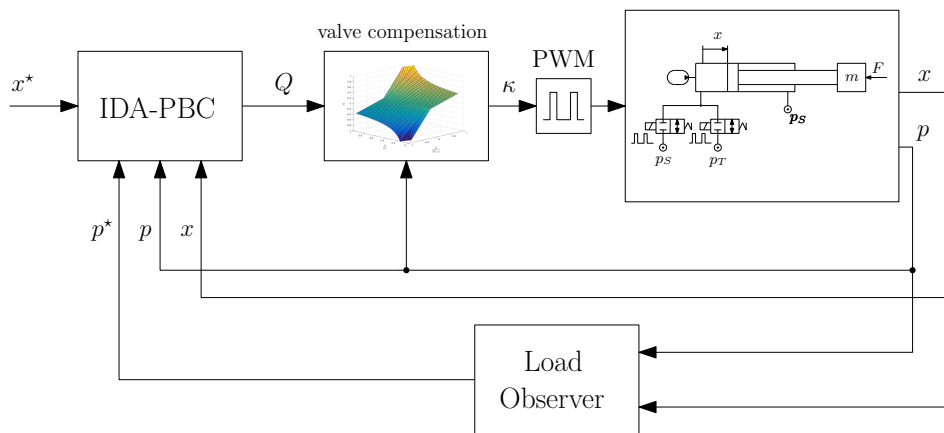 valve compensation
x⋆
IDA-PBC
Q
κ
PWM
x
m
F
p_S
p_S
p_T
x
p
p⋆
p
x
Load
Observer